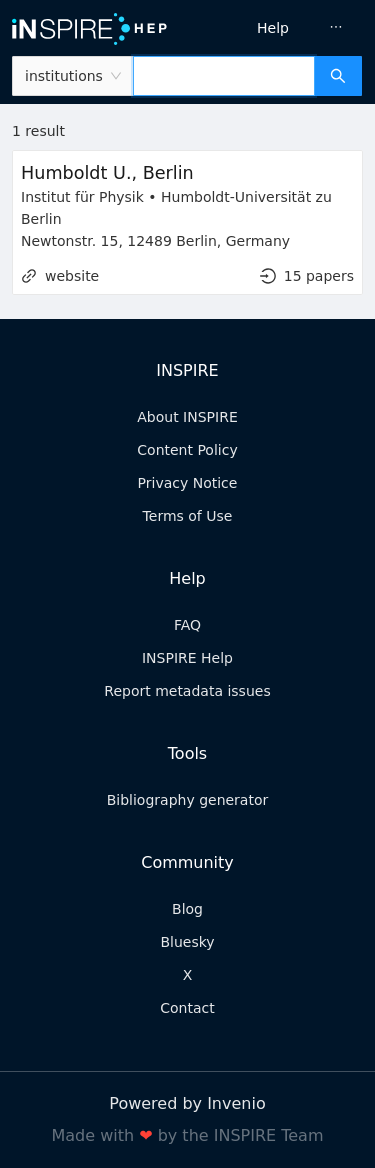 iNSPIRE HEP
Help
···
institutions
1 result
Humboldt U., Berlin
Institut für Physik • Humboldt-Universität zu
Berlin
Newtonstr. 15, 12489 Berlin, Germany
website
15 papers
INSPIRE
About INSPIRE
Content Policy
Privacy Notice
Terms of Use
Help
FAQ
INSPIRE Help
Report metadata issues
Tools
Bibliography generator
Community
Blog
Bluesky
X
Contact
Powered by Invenio
Made with ❤ by the INSPIRE Team